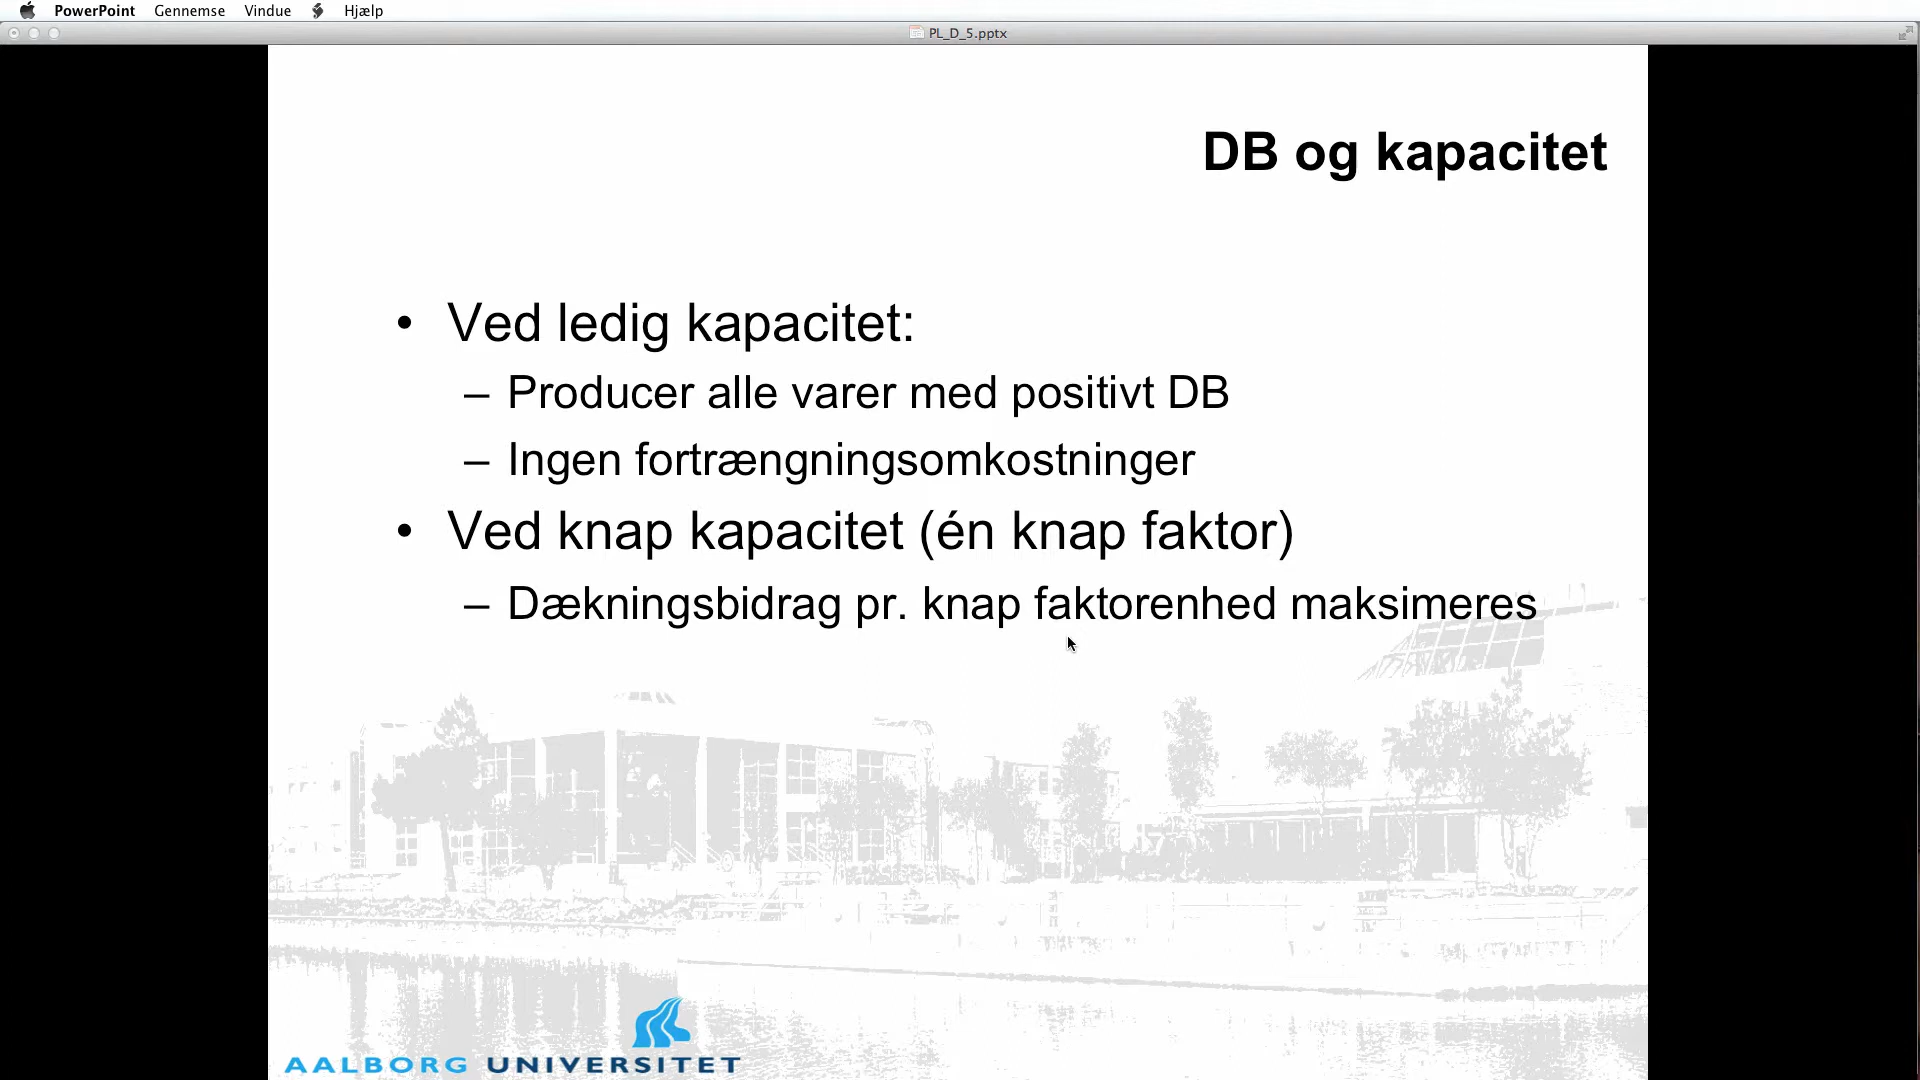 PowerPoint Gennemse Vindue Hjælp
PL_D_5.pptx
DB og kapacitet
• Ved ledig kapacitet:
– Producer alle varer med positivt DB
– Ingen fortrængningsomkostninger
• Ved knap kapacitet (én knap faktor)
– Dækningsbidrag pr. knap faktorenhed maksimeres
AALBORG UNIVERSITET